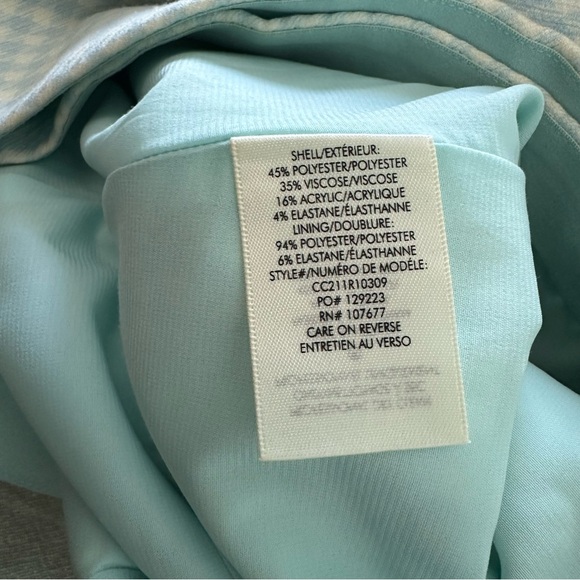 SHELL/EXTÉRIEUR:
45% POLYESTER/POLYESTER
35% VISCOSE/VISCOSE
16% ACRYLIC/ACRYLIQUE
4% ELASTANE/ÉLASTHANNE
LINING/DOUBLURE:
94% POLYESTER/POLYESTER
6% ELASTANE/ÉLASTHANNE
STYLE#/NUMÉRO DE MODÉLE:
CC211R10309
PO# 129223
RN# 107677
CARE ON REVERSE
ENTRETIEN AU VERSO